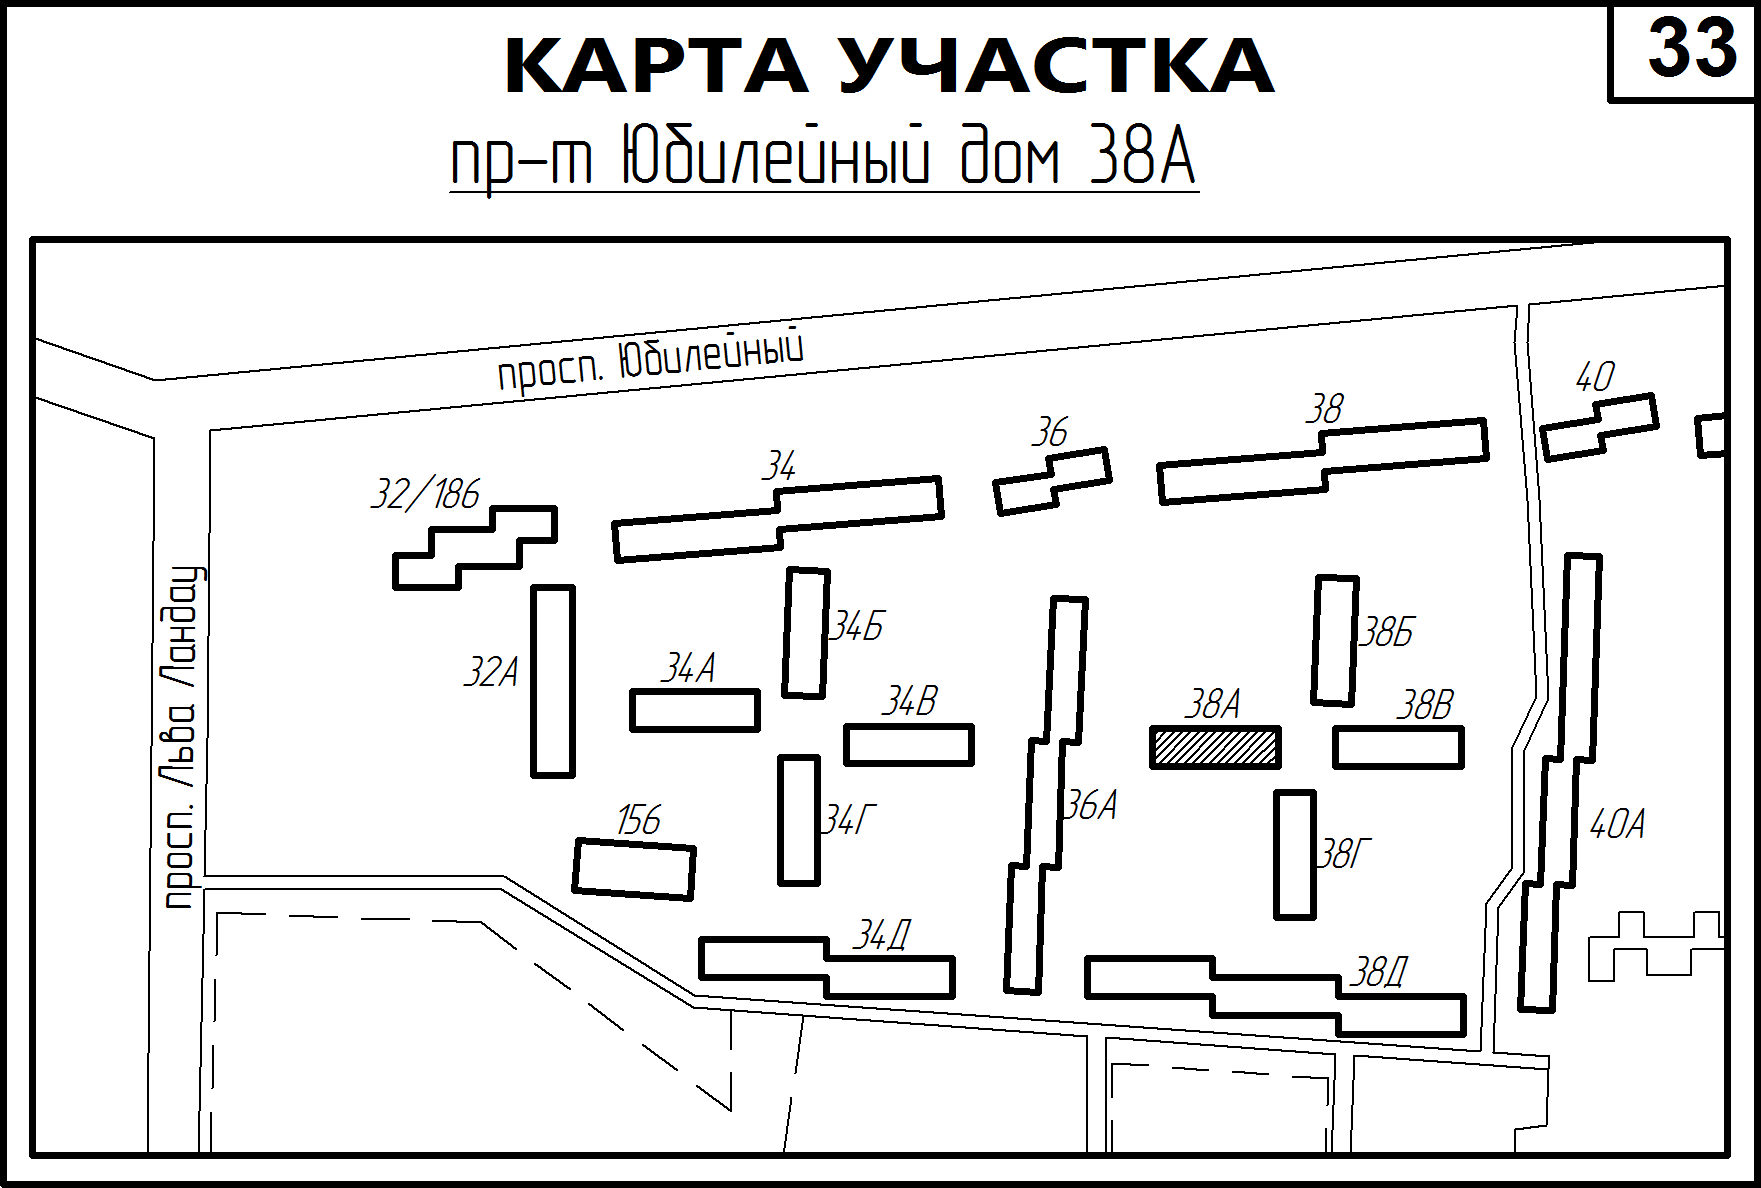 33
КАРТА УЧАСТКА
пр-т Юбилейный дом 38А
просп. Юбилейный
40
38
36
34
32/186
34Б
38Б
32А
34А
34В
38А
38В
просп. Льва Ландау
156
34Г
36А
38Г
40А
34Д
38Д